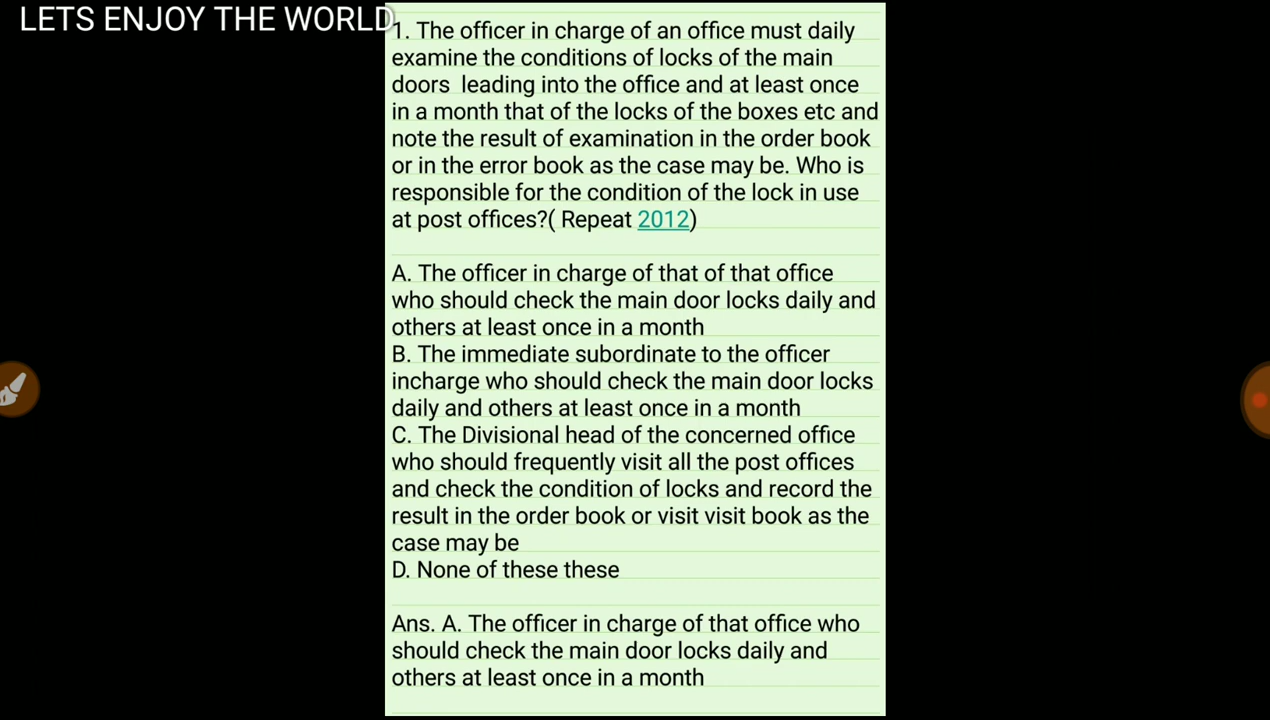 LETS ENJOY THE WORLD
1. The officer in charge of an office must daily
examine the conditions of locks of the main
doors leading into the office and at least once
in a month that of the locks of the boxes etc and
note the result of examination in the order book
or in the error book as the case may be. Who is
responsible for the condition of the lock in use
at post offices?( Repeat 2012)
A. The officer in charge of that of that office
who should check the main door locks daily and
others at least once in a month
B. The immediate subordinate to the officer
incharge who should check the main door locks
daily and others at least once in a month
C. The Divisional head of the concerned office
who should frequently visit all the post offices
and check the condition of locks and record the
result in the order book or visit visit book as the
case may be
D. None of these these
Ans. A. The officer in charge of that office who
should check the main door locks daily and
others at least once in a month